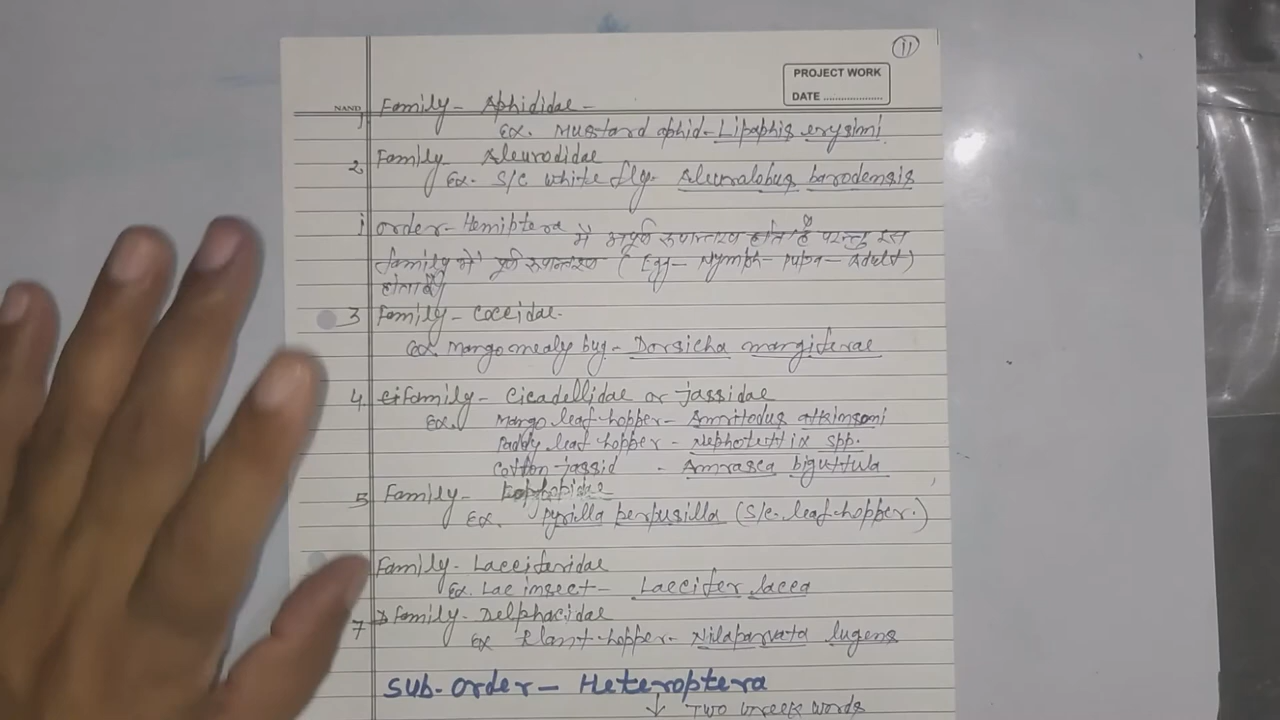 11
PROJECT WORK
DATE ....................
NAND
1 Family - Aphididae -
Ex. Mustard aphid - Lipaphis erysimi
2 Family Aleurodidae
Ex. S/C white fly - Aleuralobus barodensis
i order - Hemiptera में अपूर्ण रूपान्तरण होता है परन्तु इस
family में पूर्ण रूपान्तरण (Egg - Nymph - Pupa - Adult)
होता है
3 Family - Coccidae.
Ex. Mango mealy bug - Dorsicha mangiferae
4 Family - Cicadellidae or Jassidae
Ex. Mango leaf hopper - Amritodus atkinsoni
Paddy leaf hopper - Nephotettix spp.
Cotton jassid - Amrasca biguttula
5 Family - Lophopidae
Ex. Pyrilla perpusilla (S/c. leaf hopper.)
Family - Lacciferidae
Ex. Lac insect - Laccifer lacca
7 Family - Delphacidae
Ex Plant hopper - Nilaparvata lugens
Sub-order - Heteroptera
↓ Two Greek words